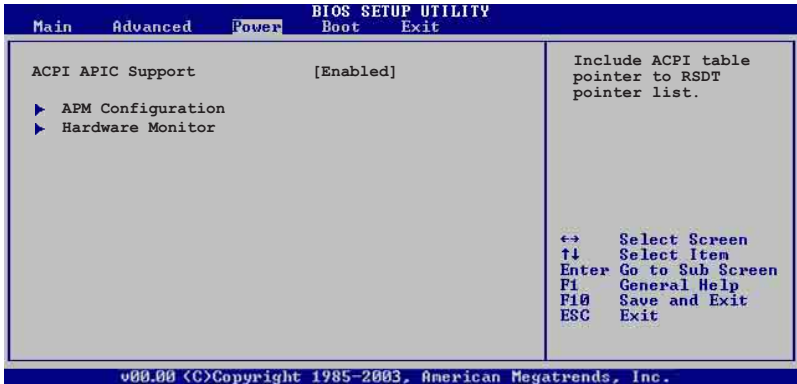 BIOS SETUP UTILITY
Main Advanced Power Boot Exit
ACPI APIC Support [Enabled]
APM Configuration
Hardware Monitor
Include ACPI table
pointer to RSDT
pointer list.
↔ Select Screen
↑↓ Select Item
Enter Go to Sub Screen
F1 General Help
F10 Save and Exit
ESC Exit
v00.00 (C)Copyright 1985-2003, American Megatrends, Inc.